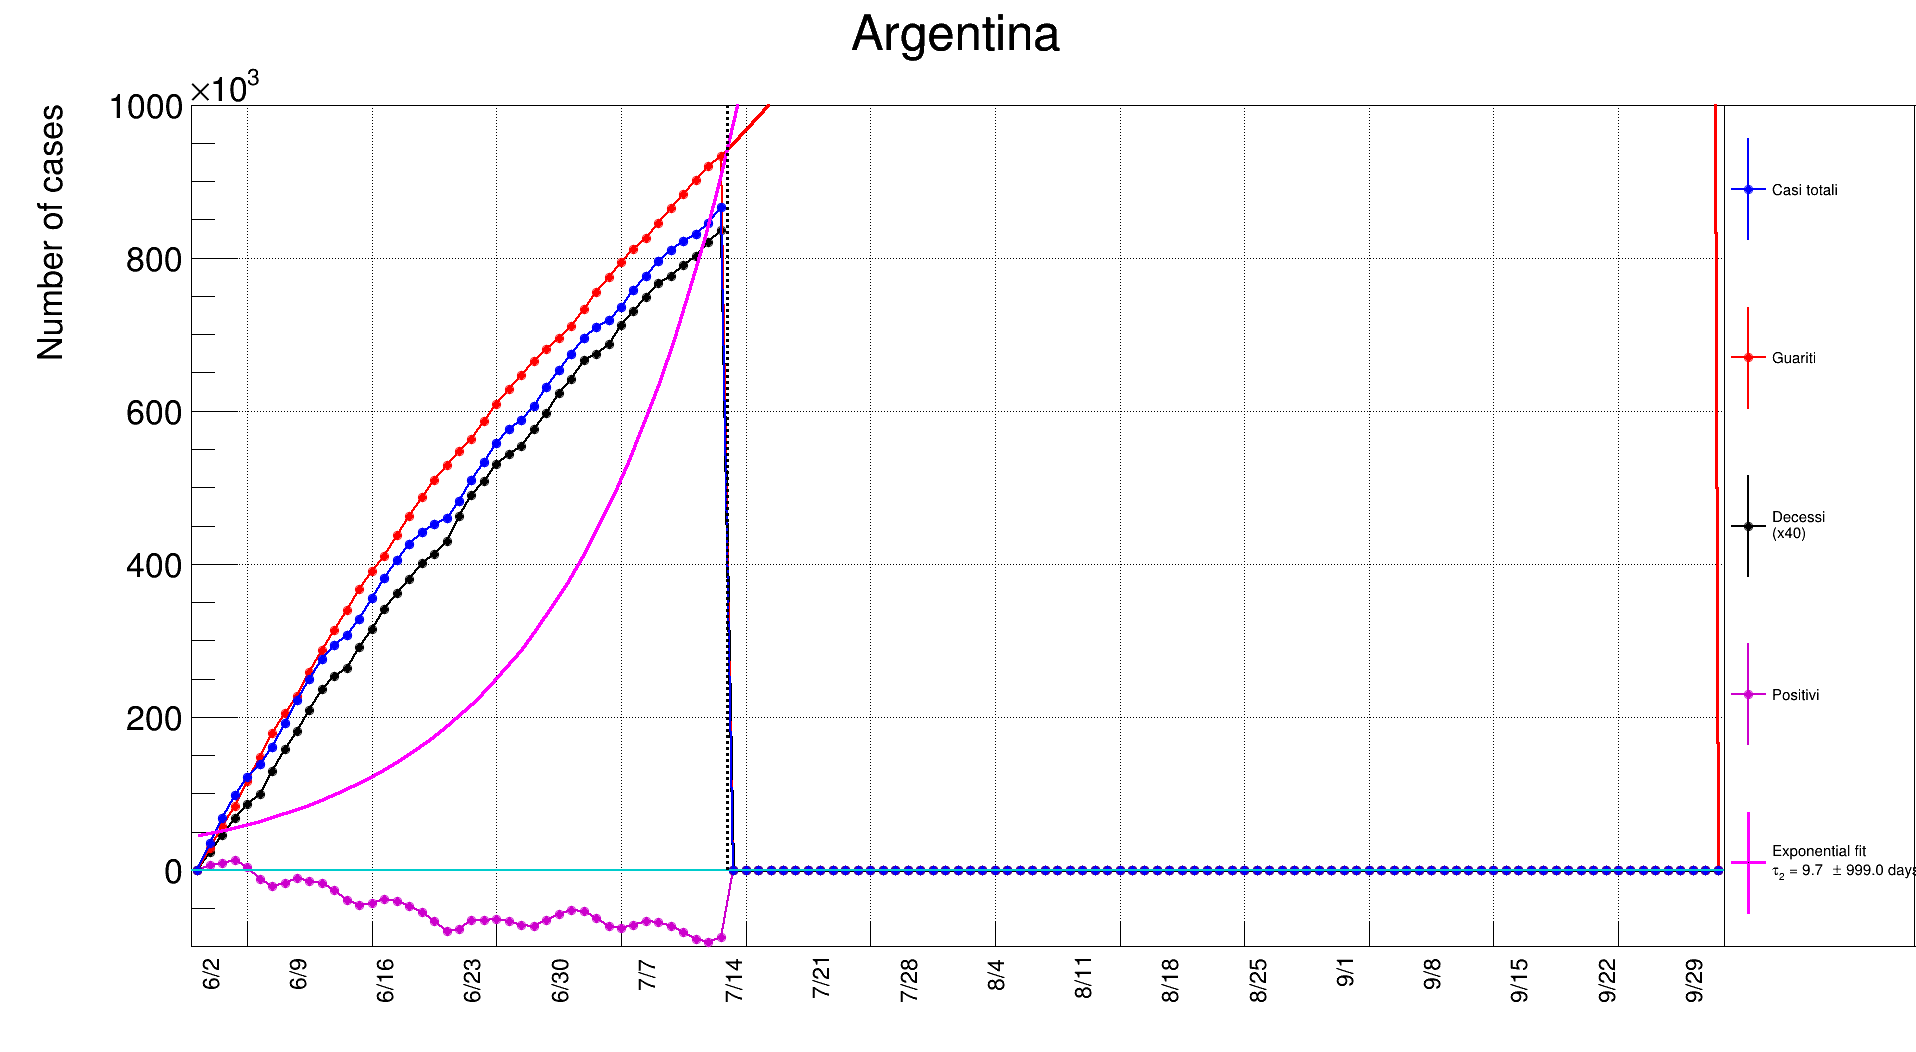 Argentina
×10³
Number of cases
1000
800
600
400
200
0
6/2
6/9
6/16
6/23
6/30
7/7
7/14
7/21
7/28
8/4
8/11
8/18
8/25
9/1
9/8
9/15
9/22
9/29
Casi totali
Guariti
Decessi
(x40)
Positivi
Exponential fit
τ₂ = 9.7 ± 999.0 days